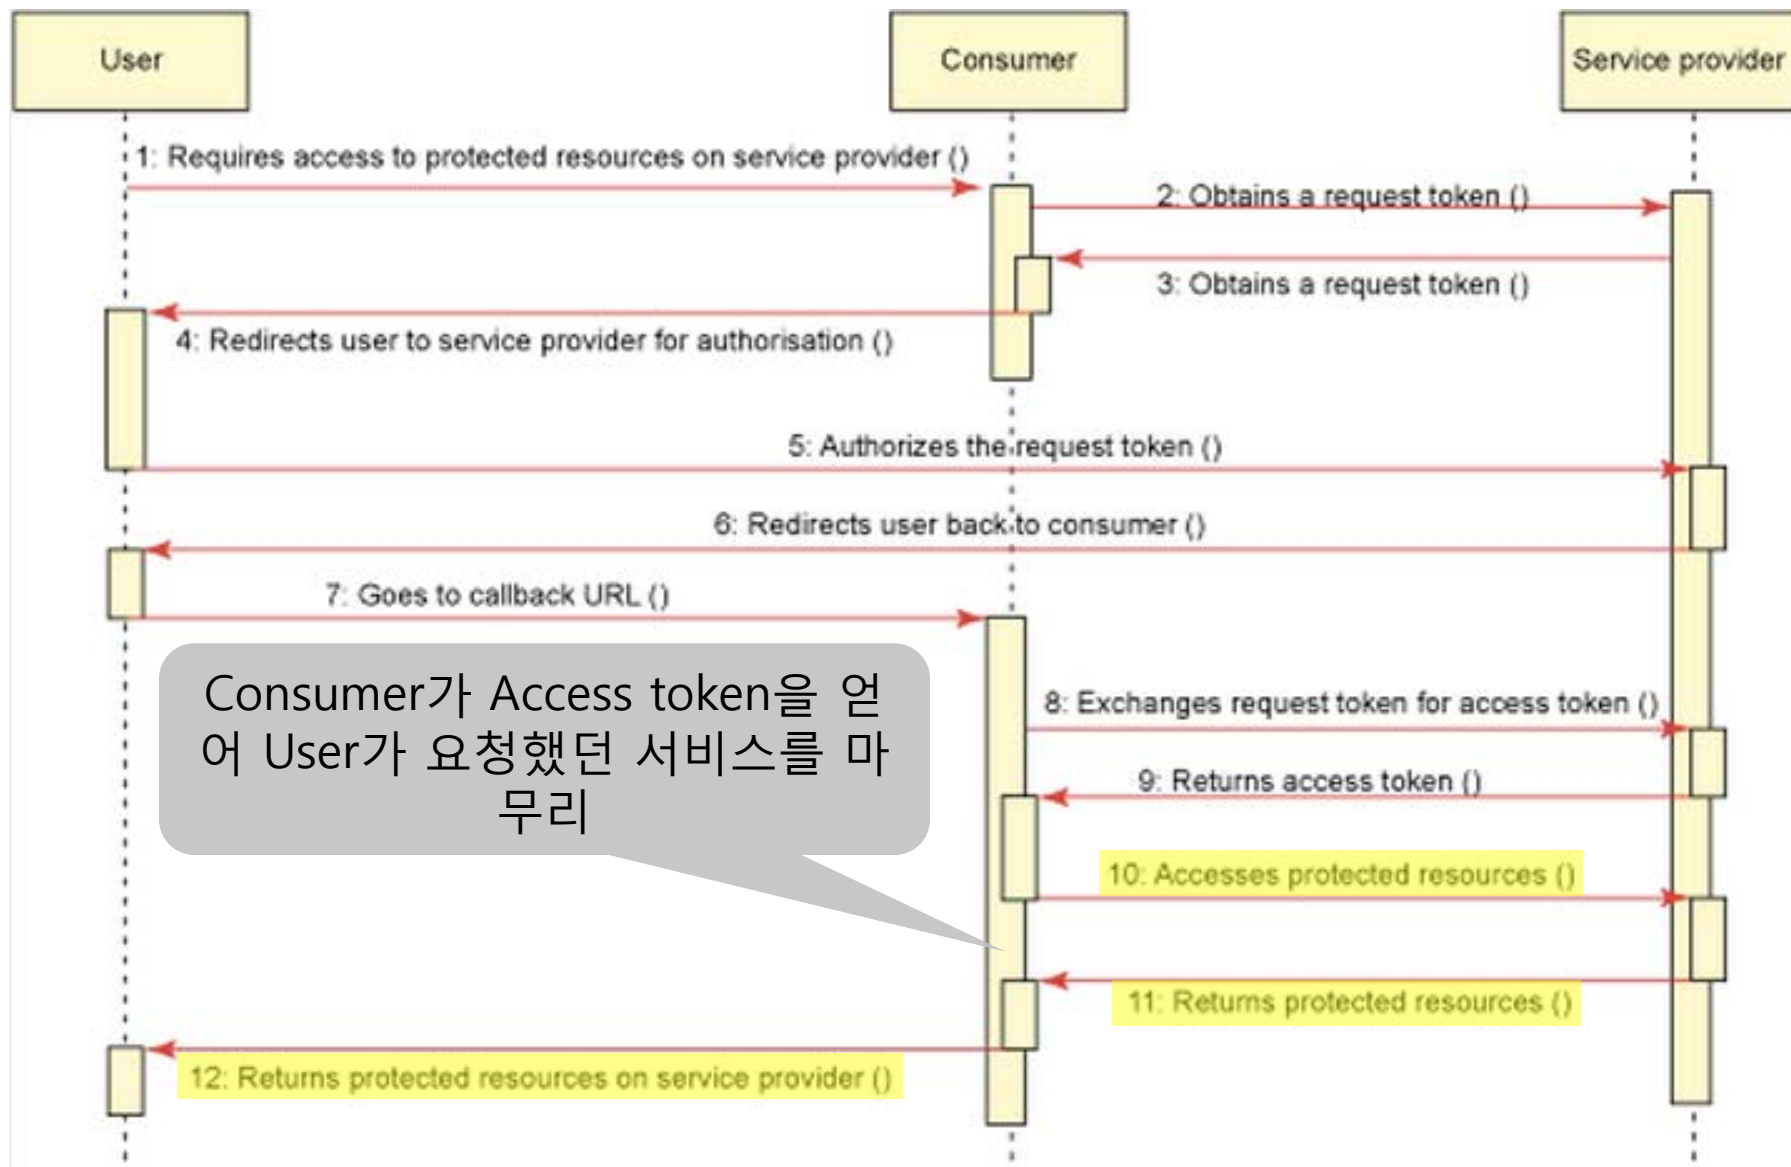 User
Consumer
Service provider
1: Requires access to protected resources on service provider ()
2: Obtains a request token ()
3: Obtains a request token ()
4: Redirects user to service provider for authorisation ()
5: Authorizes the request token ()
6: Redirects user back to consumer ()
7: Goes to callback URL ()
Consumer가 Access token을 얻
어 User가 요청했던 서비스를 마
무리
8: Exchanges request token for access token ()
9: Returns access token ()
10: Accesses protected resources ()
11: Returns protected resources ()
12: Returns protected resources on service provider ()